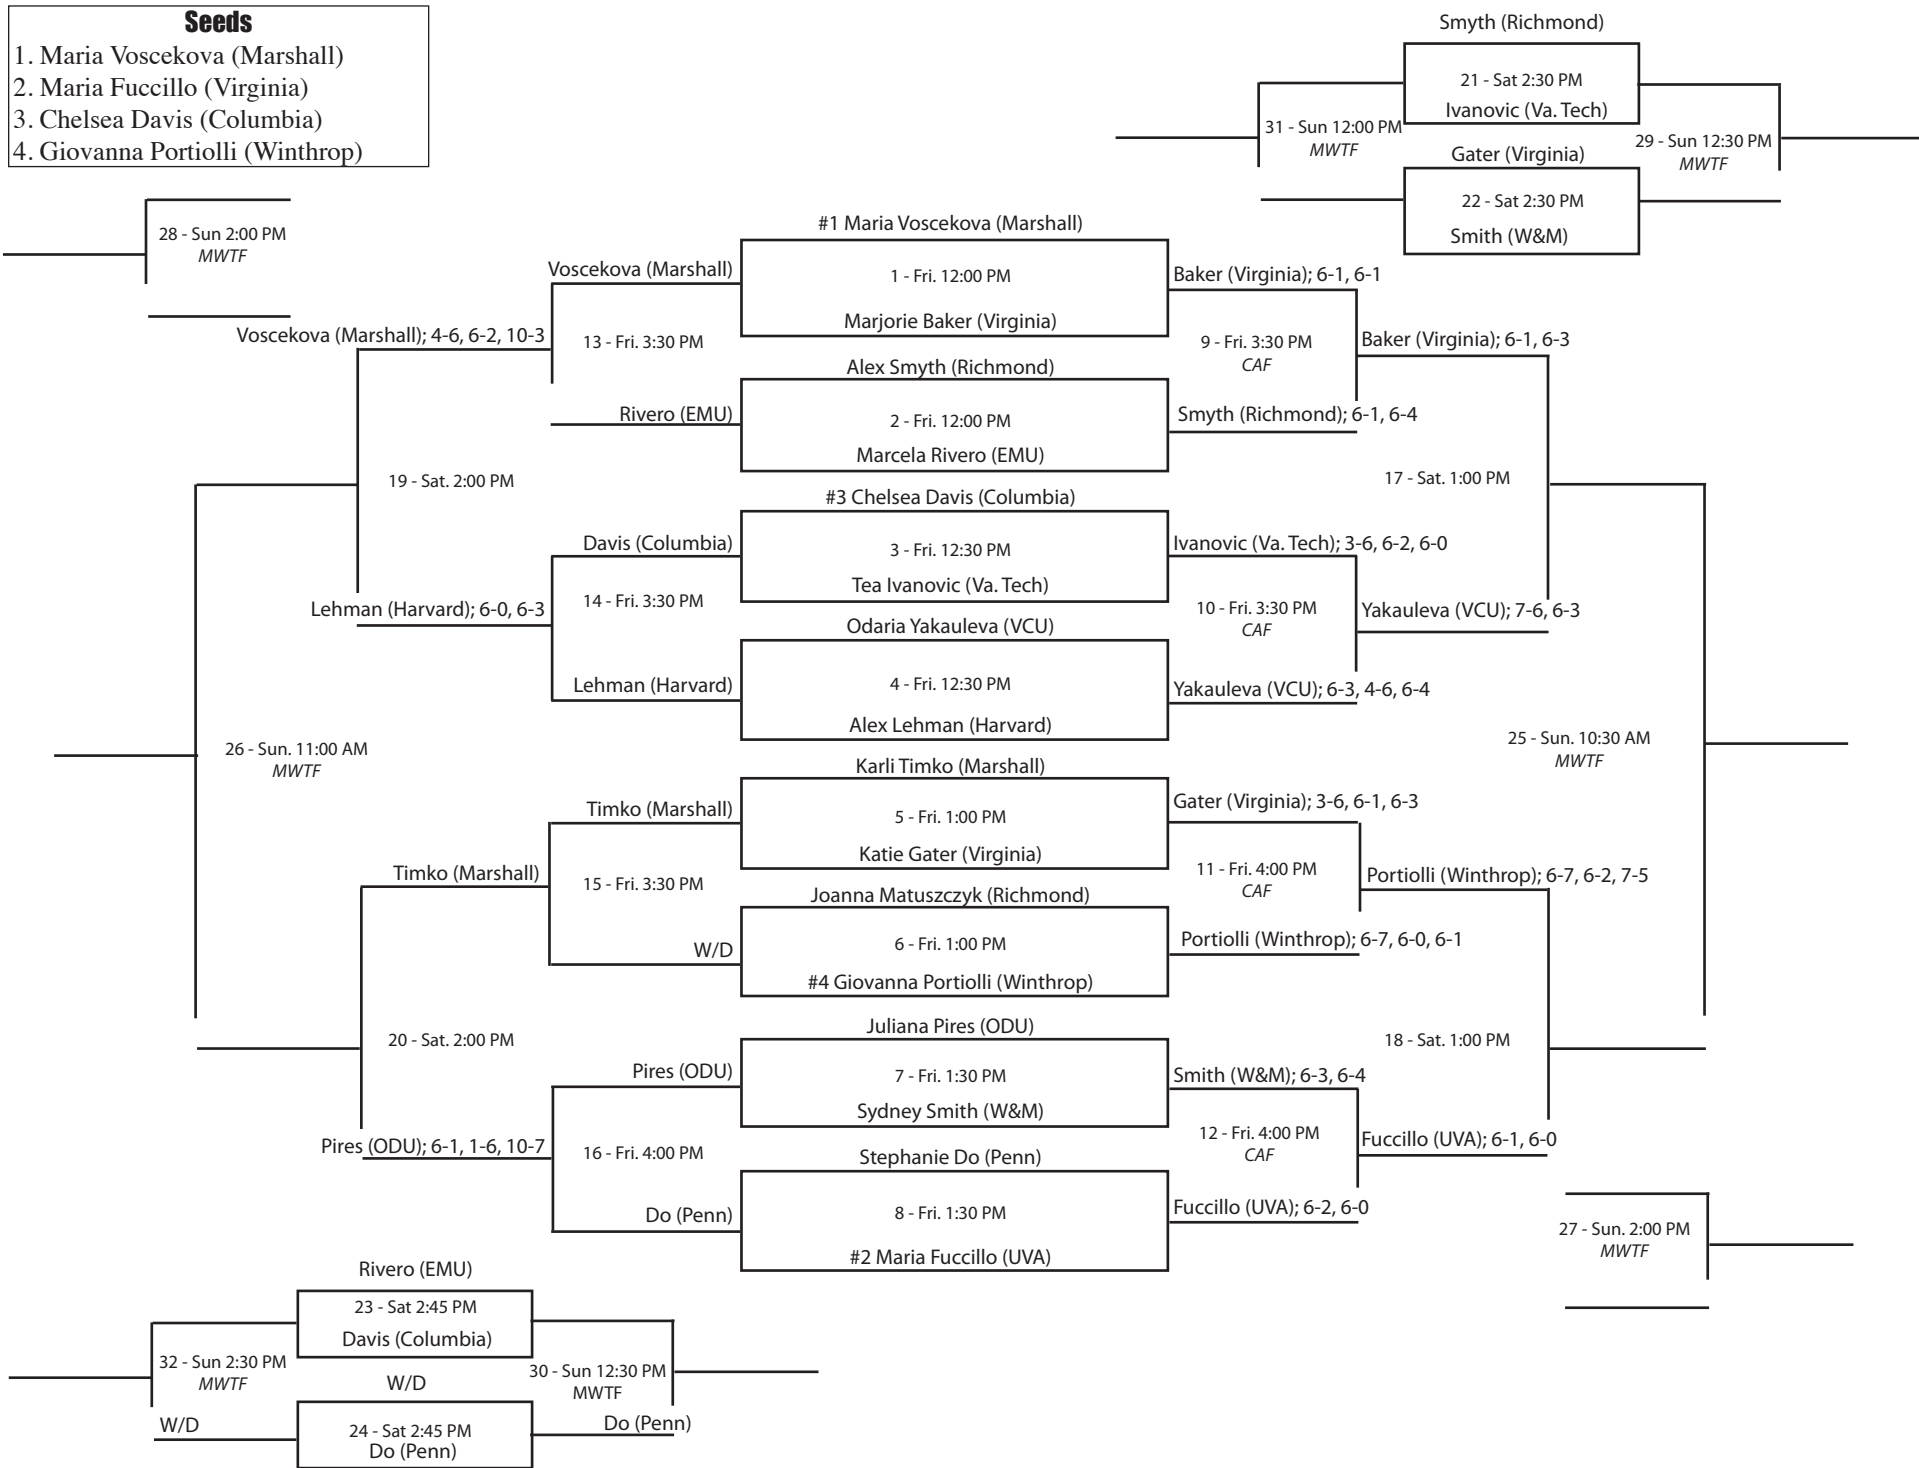 Seeds
1. Maria Voscekova (Marshall)
2. Maria Fuccillo (Virginia)
3. Chelsea Davis (Columbia)
4. Giovanna Portiolli (Winthrop)
Smyth (Richmond)
21 - Sat 2:30 PM
Ivanovic (Va. Tech)
31 - Sun 12:00 PM
MWTF
29 - Sun 12:30 PM
MWTF
Gater (Virginia)
22 - Sat 2:30 PM
Smith (W&M)
28 - Sun 2:00 PM
MWTF
#1 Maria Voscekova (Marshall)
Voscekova (Marshall)
1 - Fri. 12:00 PM
Baker (Virginia); 6-1, 6-1
Marjorie Baker (Virginia)
Voscekova (Marshall); 4-6, 6-2, 10-3
13 - Fri. 3:30 PM
9 - Fri. 3:30 PM
CAF
Baker (Virginia); 6-1, 6-3
Alex Smyth (Richmond)
Rivero (EMU)
2 - Fri. 12:00 PM
Smyth (Richmond); 6-1, 6-4
Marcela Rivero (EMU)
19 - Sat. 2:00 PM
17 - Sat. 1:00 PM
#3 Chelsea Davis (Columbia)
Davis (Columbia)
3 - Fri. 12:30 PM
Ivanovic (Va. Tech); 3-6, 6-2, 6-0
Tea Ivanovic (Va. Tech)
Lehman (Harvard); 6-0, 6-3
14 - Fri. 3:30 PM
10 - Fri. 3:30 PM
CAF
Yakauleva (VCU); 7-6, 6-3
Odaria Yakauleva (VCU)
Lehman (Harvard)
4 - Fri. 12:30 PM
Yakauleva (VCU); 6-3, 4-6, 6-4
Alex Lehman (Harvard)
26 - Sun. 11:00 AM
MWTF
25 - Sun. 10:30 AM
MWTF
Karli Timko (Marshall)
Timko (Marshall)
5 - Fri. 1:00 PM
Gater (Virginia); 3-6, 6-1, 6-3
Katie Gater (Virginia)
Timko (Marshall)
15 - Fri. 3:30 PM
11 - Fri. 4:00 PM
CAF
Portiolli (Winthrop); 6-7, 6-2, 7-5
Joanna Matuszczyk (Richmond)
W/D
6 - Fri. 1:00 PM
Portiolli (Winthrop); 6-7, 6-0, 6-1
#4 Giovanna Portiolli (Winthrop)
20 - Sat. 2:00 PM
18 - Sat. 1:00 PM
Juliana Pires (ODU)
Pires (ODU)
7 - Fri. 1:30 PM
Smith (W&M); 6-3, 6-4
Sydney Smith (W&M)
Pires (ODU); 6-1, 1-6, 10-7
16 - Fri. 4:00 PM
12 - Fri. 4:00 PM
CAF
Fuccillo (UVA); 6-1, 6-0
Stephanie Do (Penn)
Do (Penn)
8 - Fri. 1:30 PM
Fuccillo (UVA); 6-2, 6-0
#2 Maria Fuccillo (UVA)
27 - Sun. 2:00 PM
MWTF
Rivero (EMU)
23 - Sat 2:45 PM
Davis (Columbia)
32 - Sun 2:30 PM
MWTF
30 - Sun 12:30 PM
MWTF
W/D
W/D
24 - Sat 2:45 PM
Do (Penn)
Do (Penn)